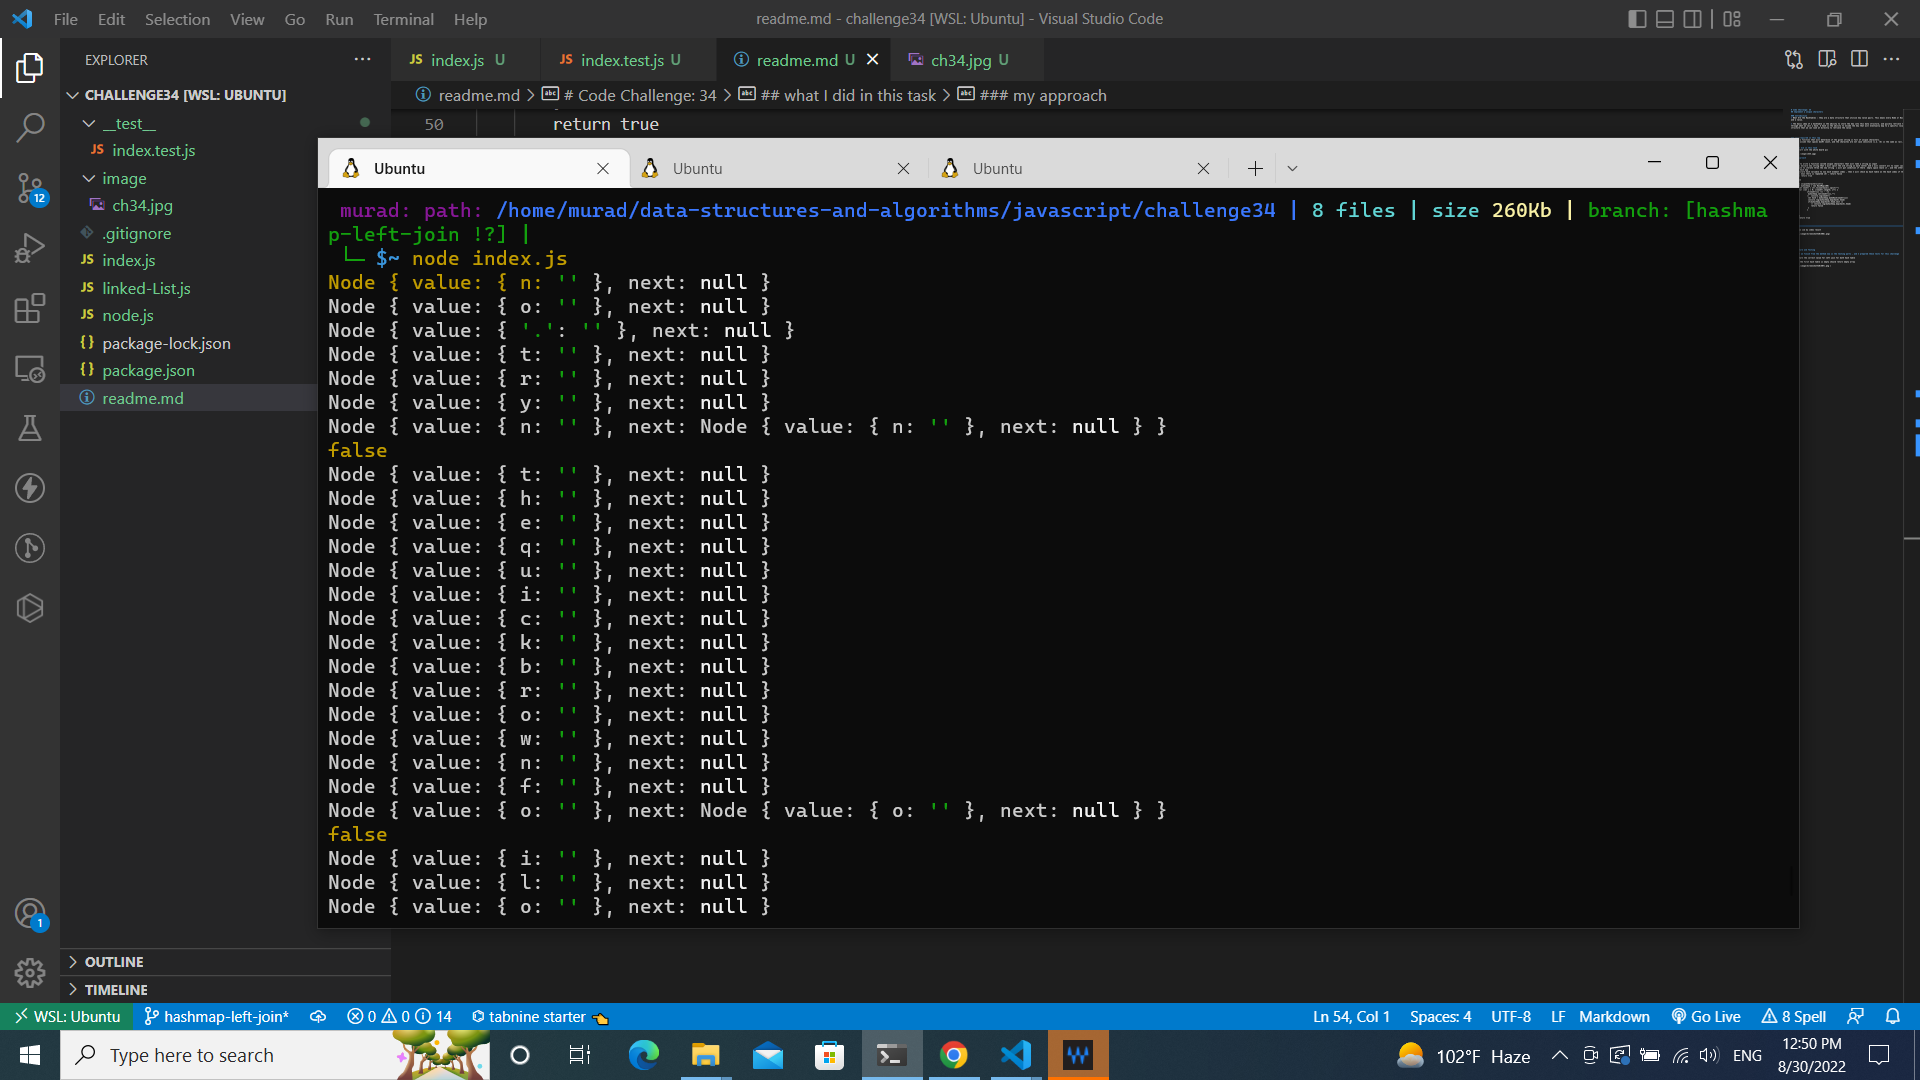 File Edit Selection View Go Run Terminal Help
readme.md - challenge34 [WSL: Ubuntu] - Visual Studio Code
EXPLORER
JS index.js U
JS index.test.js U
readme.md U
ch34.jpg U
CHALLENGE34 [WSL: UBUNTU]
readme.md > # Code Challenge: 34 > ## what I did in this task > ### my approach
__test__
50 return true
JS index.test.js
image
ch34.jpg
.gitignore
JS index.js
JS linked-List.js
JS node.js
{} package-lock.json
{} package.json
readme.md
12
1
Ubuntu
Ubuntu
Ubuntu
murad: path: /home/murad/data-structures-and-algorithms/javascript/challenge34 | 8 files | size 260Kb | branch: [hashma
p-left-join !?] |
└─ $~ node index.js
Node { value: { n: '' }, next: null }
Node { value: { o: '' }, next: null }
Node { value: { '.': '' }, next: null }
Node { value: { t: '' }, next: null }
Node { value: { r: '' }, next: null }
Node { value: { y: '' }, next: null }
Node { value: { n: '' }, next: Node { value: { n: '' }, next: null } }
false
Node { value: { t: '' }, next: null }
Node { value: { h: '' }, next: null }
Node { value: { e: '' }, next: null }
Node { value: { q: '' }, next: null }
Node { value: { u: '' }, next: null }
Node { value: { i: '' }, next: null }
Node { value: { c: '' }, next: null }
Node { value: { k: '' }, next: null }
Node { value: { b: '' }, next: null }
Node { value: { r: '' }, next: null }
Node { value: { o: '' }, next: null }
Node { value: { w: '' }, next: null }
Node { value: { n: '' }, next: null }
Node { value: { f: '' }, next: null }
Node { value: { o: '' }, next: Node { value: { o: '' }, next: null } }
false
Node { value: { i: '' }, next: null }
Node { value: { l: '' }, next: null }
Node { value: { o: '' }, next: null }
OUTLINE
TIMELINE
WSL: Ubuntu hashmap-left-join* 0 0 14 tabnine starter Ln 54, Col 1 Spaces: 4 UTF-8 LF Markdown Go Live 8 Spell
Type here to search
102°F Haze ENG
12:50 PM
8/30/2022